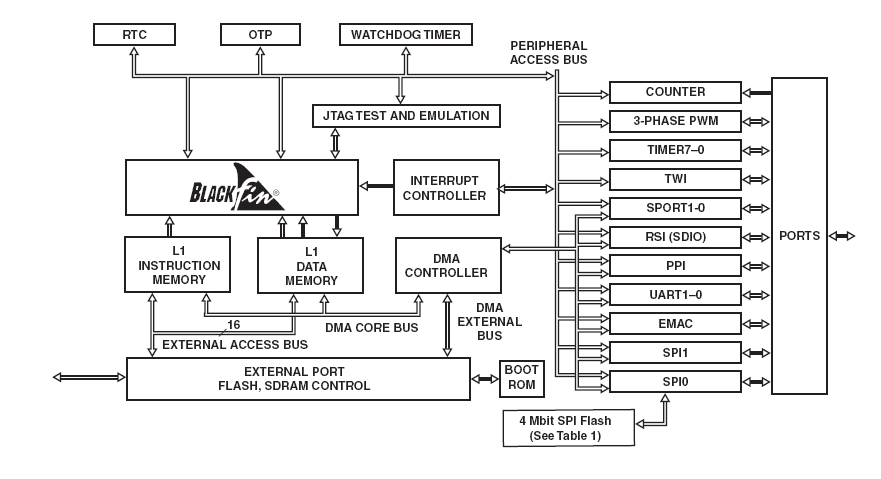 RTC
OTP
WATCHDOG TIMER
PERIPHERAL
ACCESS BUS
JTAG TEST AND EMULATION
BLACKfin®
INTERRUPT
CONTROLLER
L1
INSTRUCTION
MEMORY
L1
DATA
MEMORY
DMA
CONTROLLER
16
DMA CORE BUS
EXTERNAL ACCESS BUS
DMA
EXTERNAL
BUS
EXTERNAL PORT
FLASH, SDRAM CONTROL
BOOT
ROM
COUNTER
3-PHASE PWM
TIMER7–0
TWI
SPORT1-0
RSI (SDIO)
PPI
UART1–0
EMAC
SPI1
SPI0
PORTS
4 Mbit SPI Flash
(See Table 1)